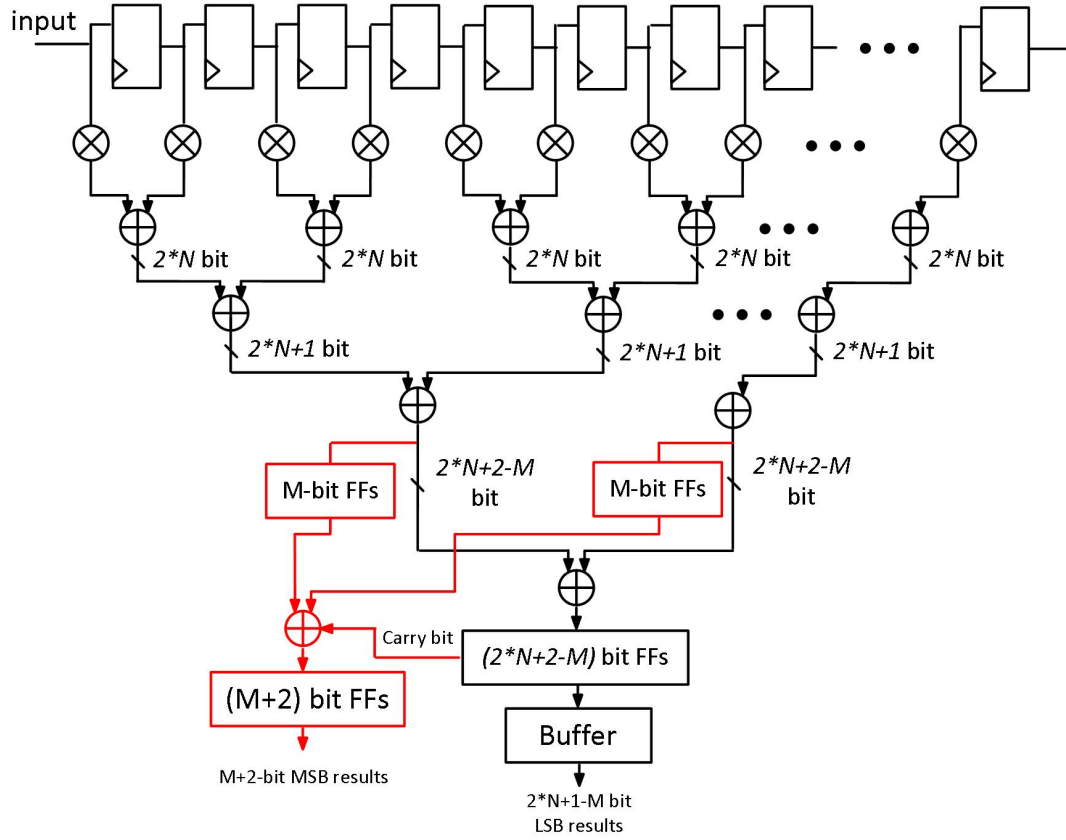 input
2*N bit
2*N bit
2*N bit
2*N bit
2*N bit
2*N+1 bit
2*N+1 bit
2*N+1 bit
M-bit FFs
2*N+2-M
bit
M-bit FFs
2*N+2-M
bit
Carry bit
(2*N+2-M) bit FFs
(M+2) bit FFs
Buffer
M+2-bit MSB results
2*N+1-M bit
LSB results